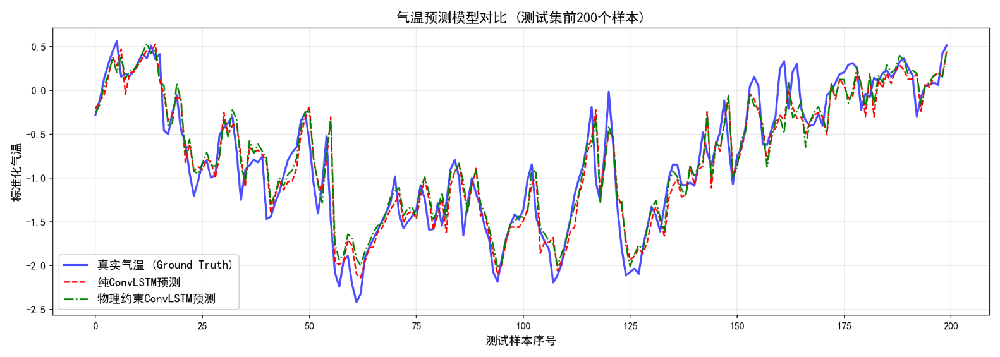 气温预测模型对比 (测试集前200个样本)
标准化气温
0.5
0.0
−0.5
−1.0
−1.5
−2.0
−2.5
真实气温 (Ground Truth)
纯ConvLSTM预测
物理约束ConvLSTM预测
0 25 50 75 100 125 150 175 200
测试样本序号